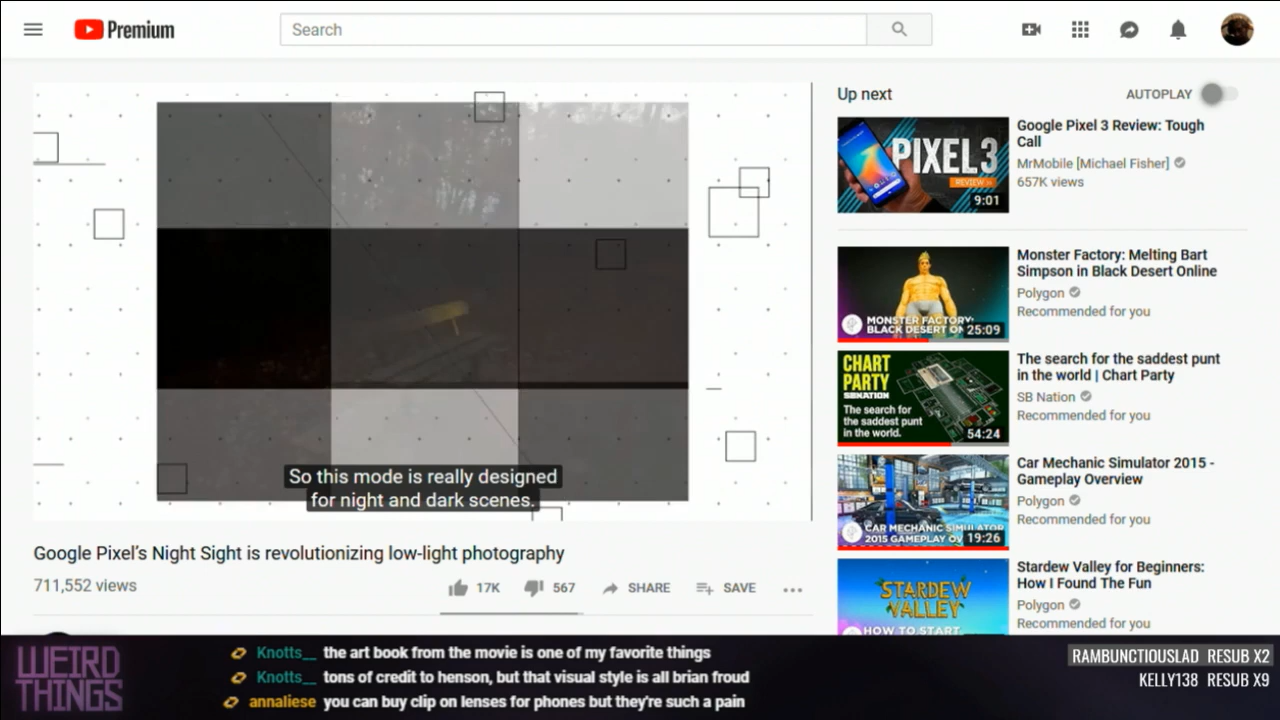 Premium
Search
So this mode is really designed
for night and dark scenes.
Google Pixel’s Night Sight is revolutionizing low-light photography
711,552 views
17K
567
SHARE
SAVE
Up next
AUTOPLAY
PIXEL 3
REVIEW
9:01
Google Pixel 3 Review: Tough
Call
MrMobile [Michael Fisher]
657K views
MONSTER FACTORY:
BLACK DESERT ON
25:09
Monster Factory: Melting Bart
Simpson in Black Desert Online
Polygon
Recommended for you
CHART
PARTY
SBNATION
The search for
the saddest punt
in the world.
54:24
The search for the saddest punt
in the world | Chart Party
SB Nation
Recommended for you
CAR MECHANIC SIMULATOR
2015 GAMEPLAY OV
19:26
Car Mechanic Simulator 2015 -
Gameplay Overview
Polygon
Recommended for you
STARDEW
VALLEY
HOW TO START
Stardew Valley for Beginners:
How I Found The Fun
Polygon
Recommended for you
WEIRD
THINGS
Knotts__ the art book from the movie is one of my favorite things
Knotts__ tons of credit to henson, but that visual style is all brian froud
annaliese you can buy clip on lenses for phones but they're such a pain
RAMBUNCTIOUSLAD RESUB X2
KELLY138 RESUB X9